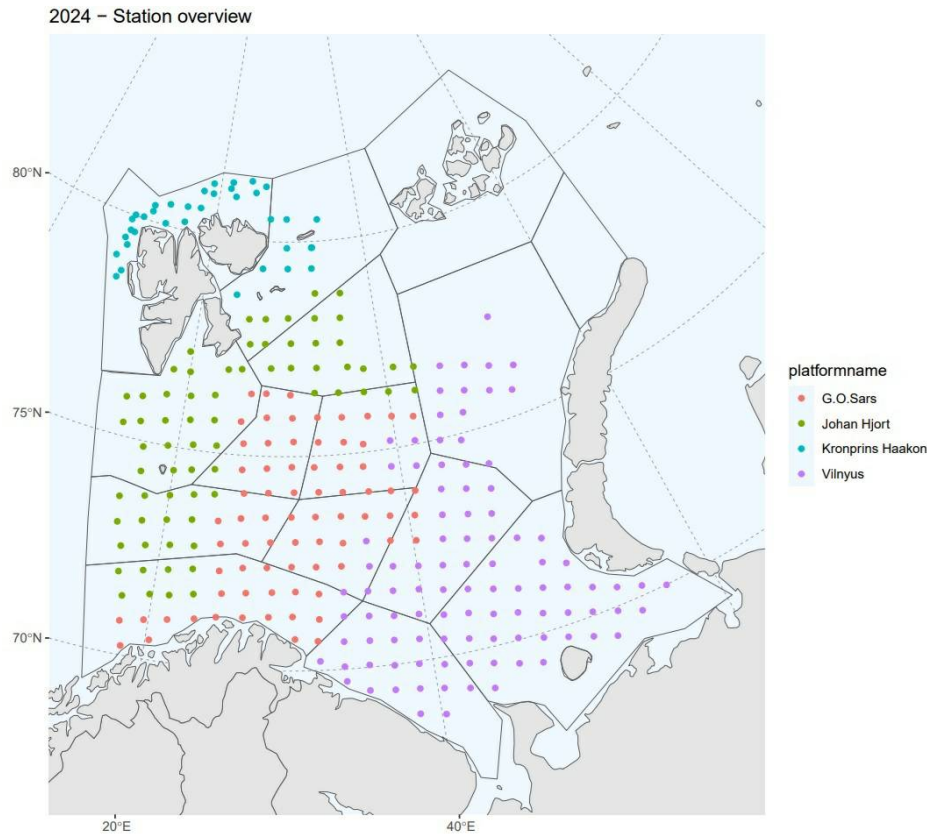 2024 − Station overview
80°N
75°N
70°N
20°E
40°E
platformname
G.O.Sars
Johan Hjort
Kronprins Haakon
Vilnyus